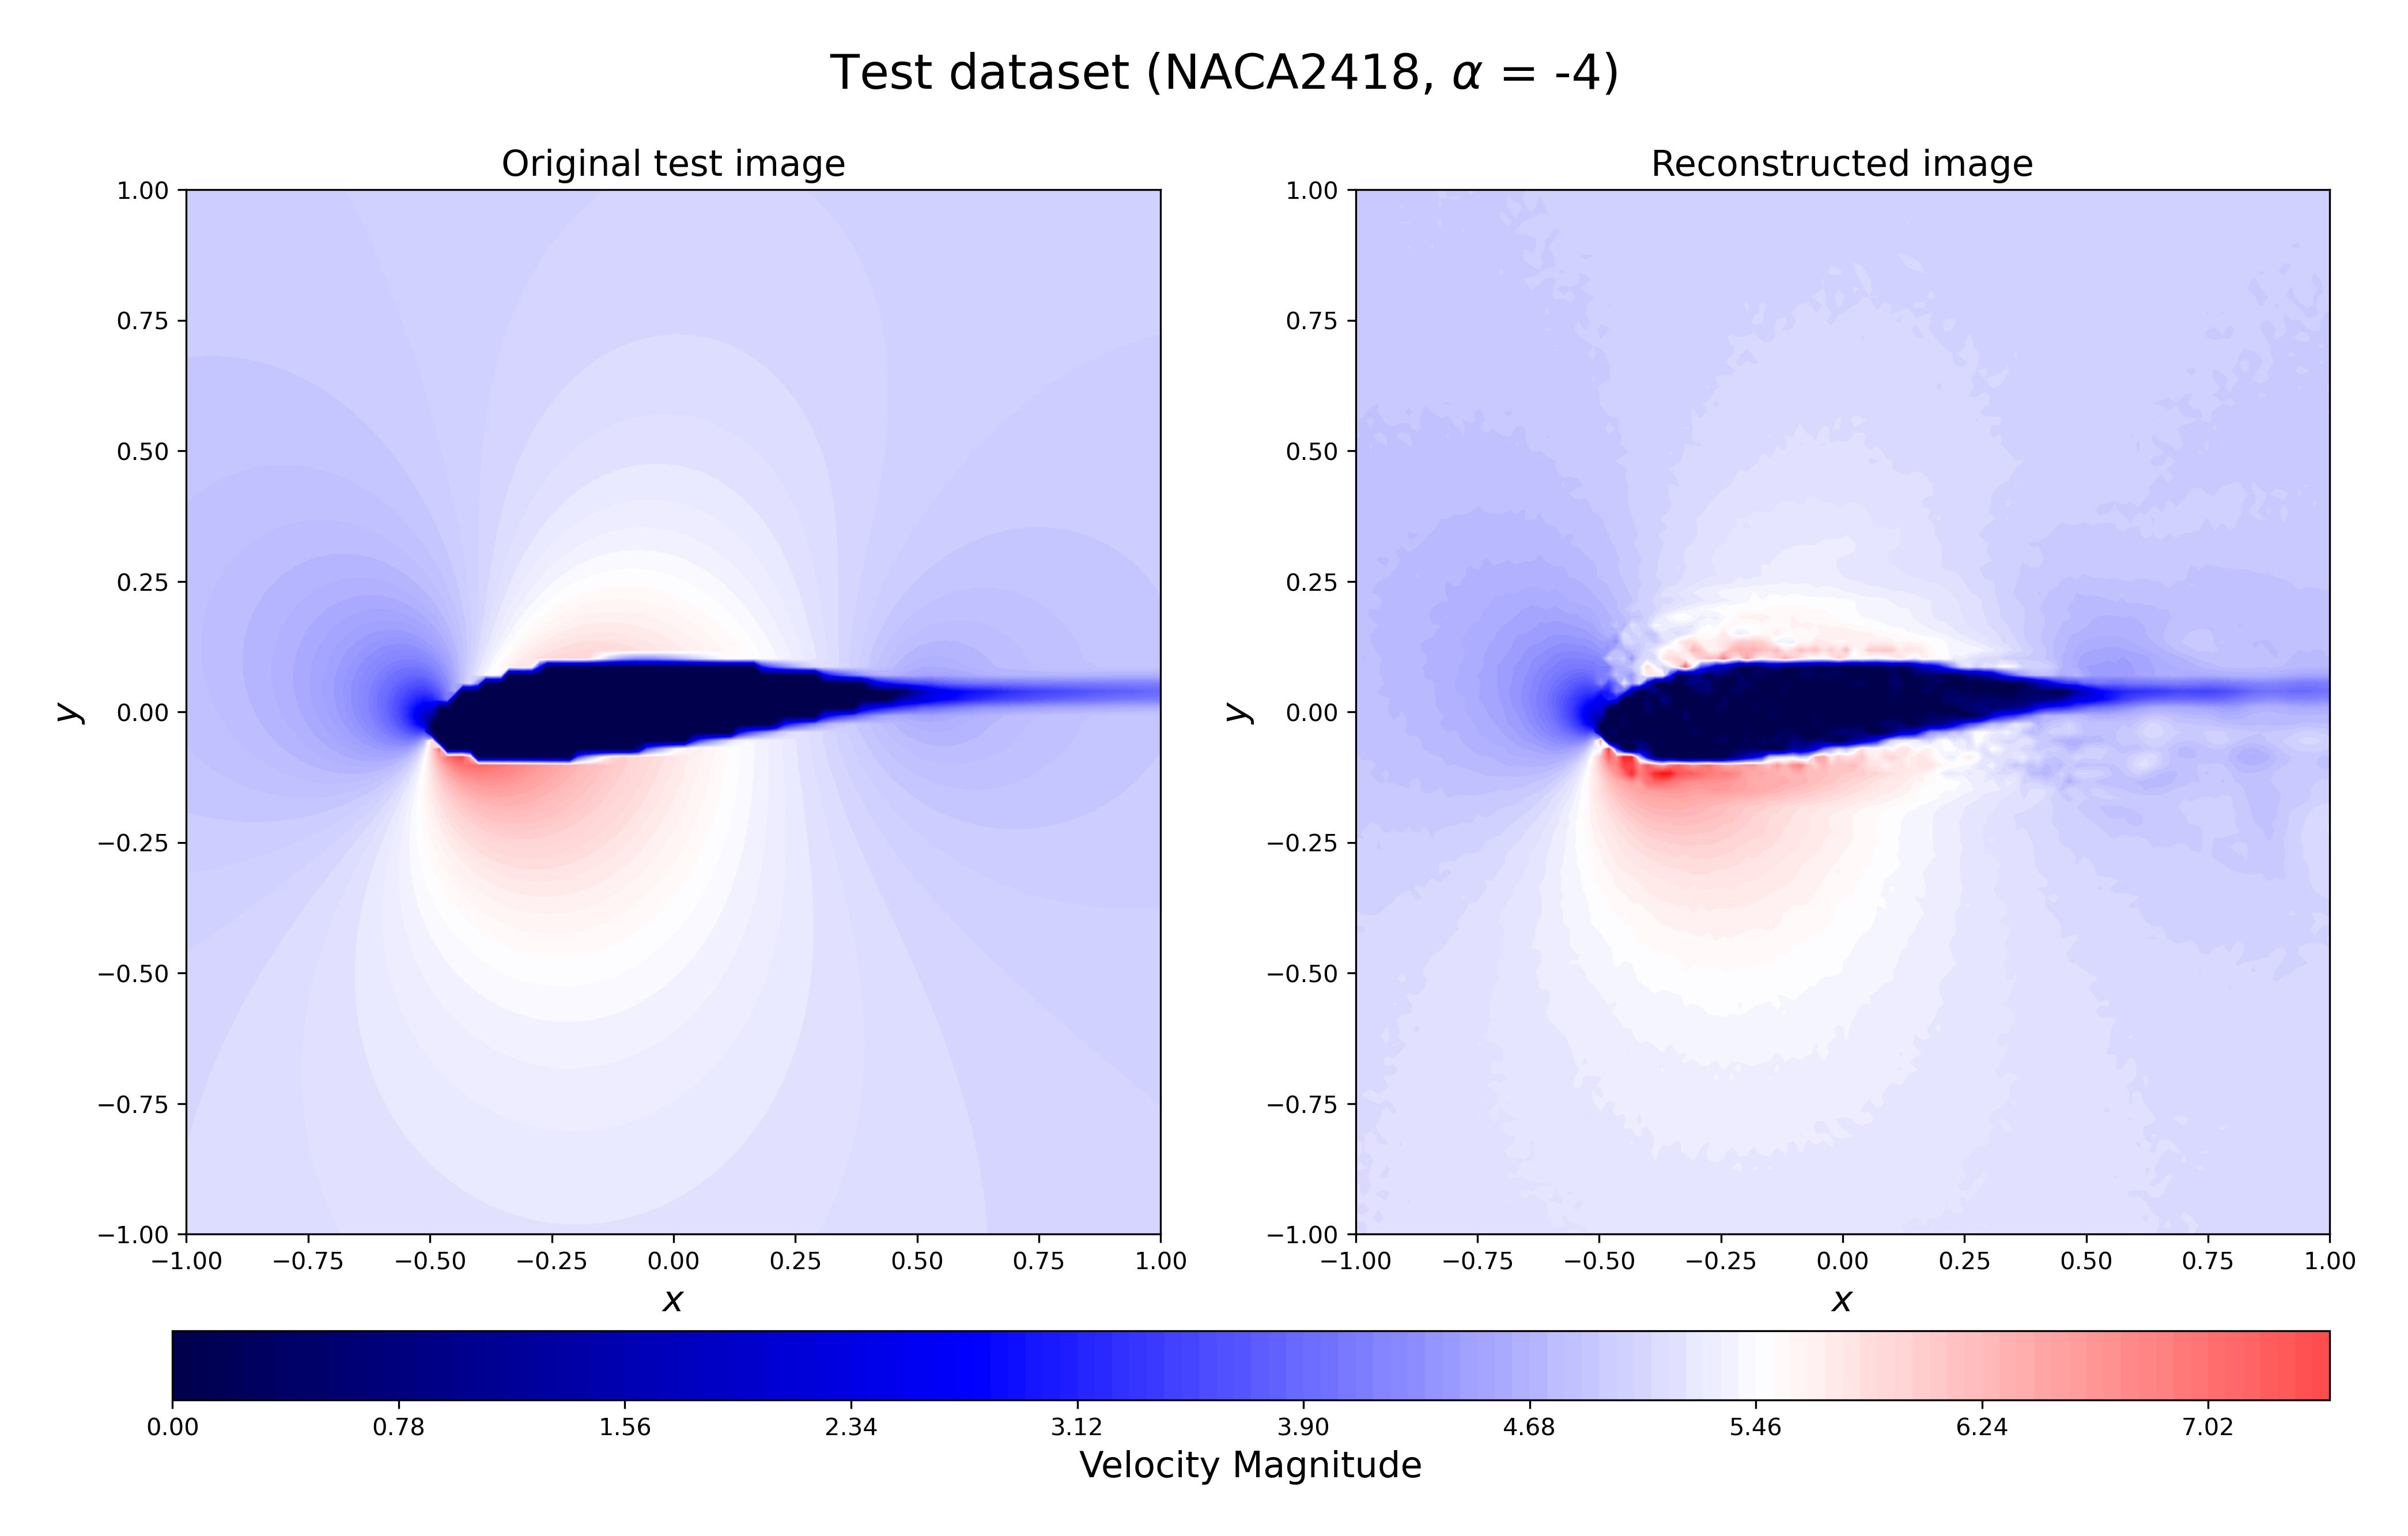 Test dataset (NACA2418, α = -4)
Original test image
Reconstructed image
1.00
0.75
0.50
0.25
0.00
−0.25
−0.50
−0.75
−1.00
y
−1.00 −0.75 −0.50 −0.25 0.00 0.25 0.50 0.75 1.00
x
1.00
0.75
0.50
0.25
0.00
−0.25
−0.50
−0.75
−1.00
y
−1.00 −0.75 −0.50 −0.25 0.00 0.25 0.50 0.75 1.00
x
0.00 0.78 1.56 2.34 3.12 3.90 4.68 5.46 6.24 7.02
Velocity Magnitude